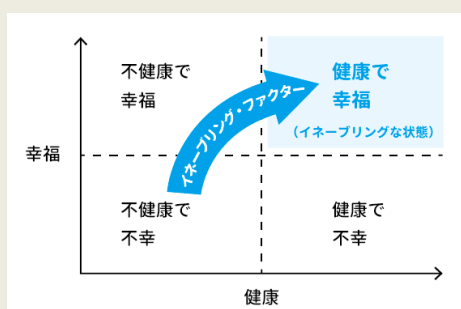 不健康で
幸福
健康で
幸福
（イネーブリングな状態）
イネーブリング・ファクター
幸福
不健康で
不幸
健康で
不幸
健康